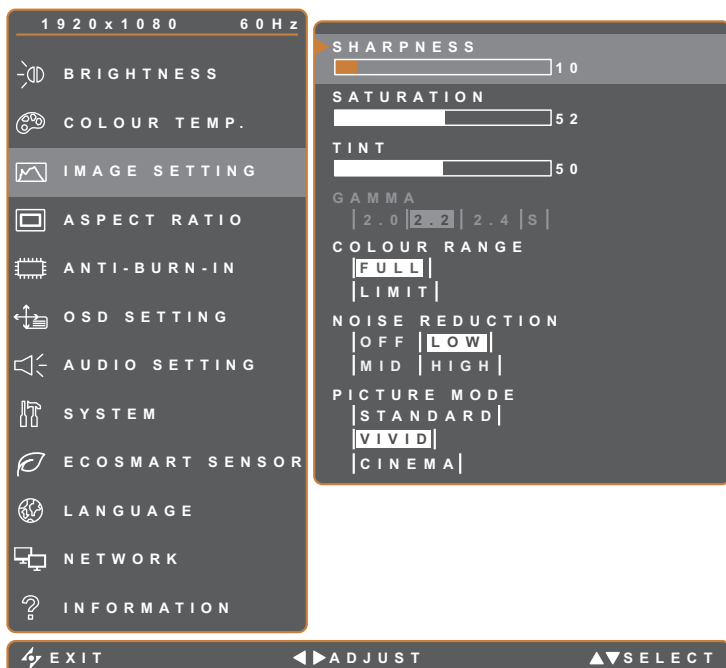 1920x1080 60Hz
BRIGHTNESS
COLOUR TEMP.
IMAGE SETTING
ASPECT RATIO
ANTI-BURN-IN
OSD SETTING
AUDIO SETTING
SYSTEM
ECOSMART SENSOR
LANGUAGE
NETWORK
INFORMATION
SHARPNESS
10
SATURATION
52
TINT
50
GAMMA
2.0 2.2 2.4 S
COLOUR RANGE
FULL
LIMIT
NOISE REDUCTION
OFF LOW
MID HIGH
PICTURE MODE
STANDARD
VIVID
CINEMA
EXIT ADJUST SELECT